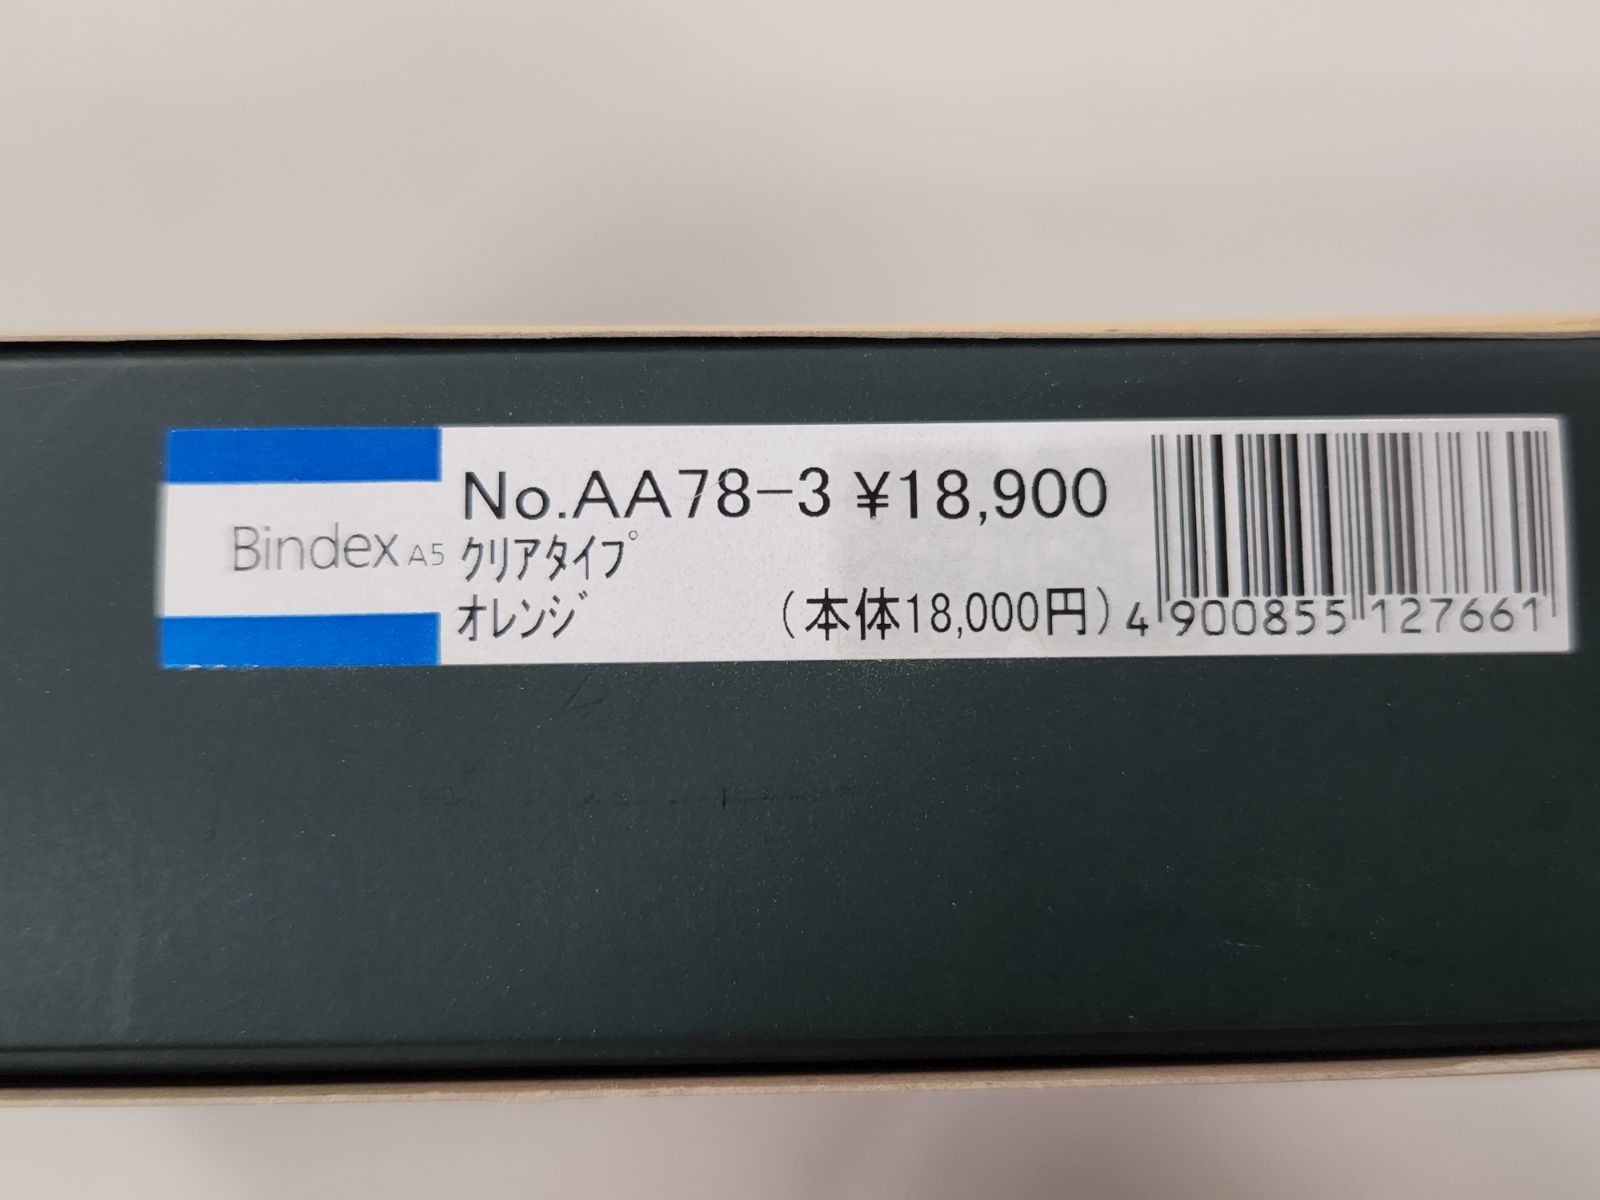 No.AA78-3 ¥18,900
Bindex A5 ｸﾘｱﾀｲﾌﾟ
ｵﾚﾝｼﾞ (本体18,000円) 4 900855 127661